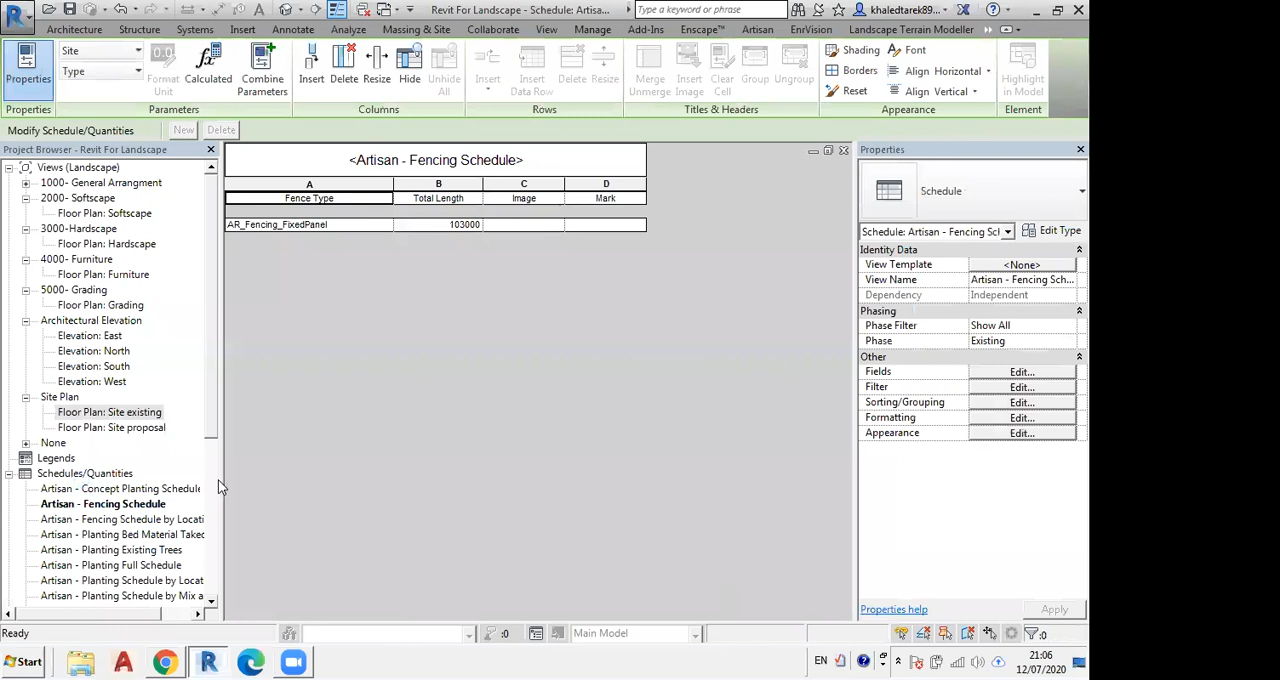 Revit For Landscape - Schedule: Artisa...
Type a keyword or phrase
khaledtarek89...
Architecture Structure Systems Insert Annotate Analyze Massing & Site Collaborate View Manage Add-Ins Enscape™ Artisan EnrVision Landscape Terrain Modeller
Properties
Site
Type
Format Unit
Calculated
Combine Parameters
Insert Delete Resize Hide Unhide All
Insert Insert Data Row Delete Resize
Merge Unmerge Insert Image Clear Cell Group Ungroup
Shading Font
Borders Align Horizontal
Reset Align Vertical
Highlight in Model
Properties Parameters Columns Rows Titles & Headers Appearance Element
Modify Schedule/Quantities New Delete
Project Browser - Revit For Landscape
Views (Landscape)
1000- General Arrangment
2000- Softscape
Floor Plan: Softscape
3000-Hardscape
Floor Plan: Hardscape
4000- Furniture
Floor Plan: Furniture
5000- Grading
Floor Plan: Grading
Architectural Elevation
Elevation: East
Elevation: North
Elevation: South
Elevation: West
Site Plan
Floor Plan: Site existing
Floor Plan: Site proposal
None
Legends
Schedules/Quantities
Artisan - Concept Planting Schedule
Artisan - Fencing Schedule
Artisan - Fencing Schedule by Locati
Artisan - Planting Bed Material Takeo
Artisan - Planting Existing Trees
Artisan - Planting Full Schedule
Artisan - Planting Schedule by Locat
Artisan - Planting Schedule by Mix a
<Artisan - Fencing Schedule>
A B C D
Fence Type Total Length Image Mark
AR_Fencing_FixedPanel 103000
Properties
Schedule
Schedule: Artisan - Fencing Scl Edit Type
Identity Data
View Template <None>
View Name Artisan - Fencing Sch...
Dependency Independent
Phasing
Phase Filter Show All
Phase Existing
Other
Fields Edit...
Filter Edit...
Sorting/Grouping Edit...
Formatting Edit...
Appearance Edit...
Properties help Apply
Ready
:0
Main Model
:0
Start
EN
21:06
12/07/2020